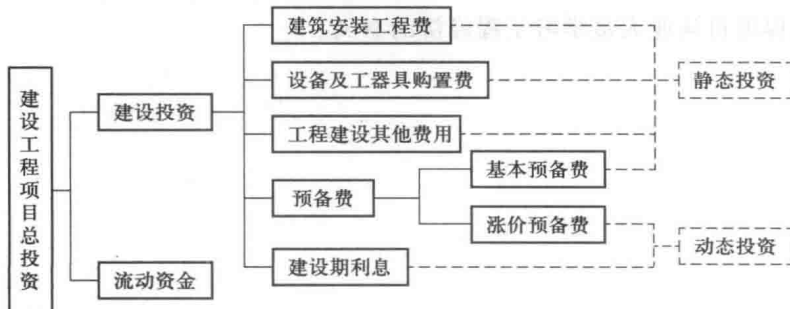 建筑安装工程费
设备及工器具购置费
静态投资
建设投资
工程建设其他费用
建设工程项目总投资
基本预备费
预备费
涨价预备费
动态投资
流动资金
建设期利息